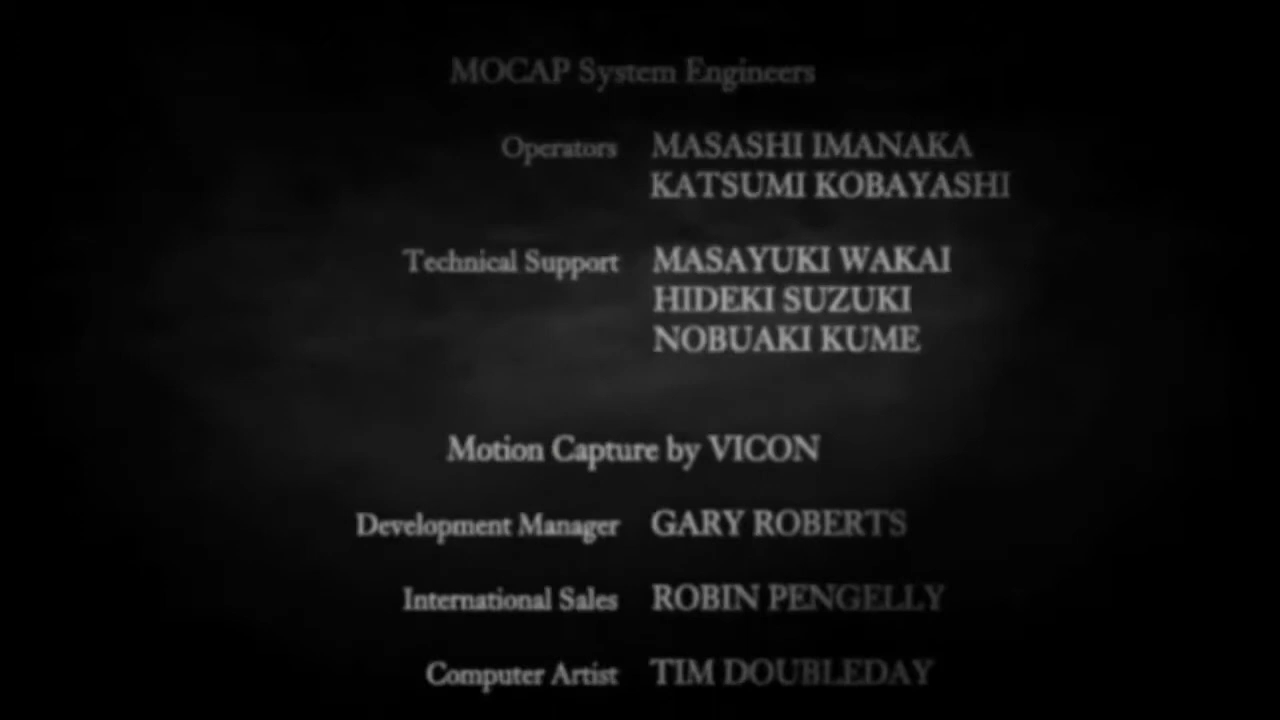 MOCAP System Engineers
Operators MASASHI IMANAKA
KATSUMI KOBAYASHI
Technical Support MASAYUKI WAKAI
HIDEKI SUZUKI
NOBUAKI KUME
Motion Capture by VICON
Development Manager GARY ROBERTS
International Sales ROBIN PENGELLY
Computer Artist TIM DOUBLEDAY